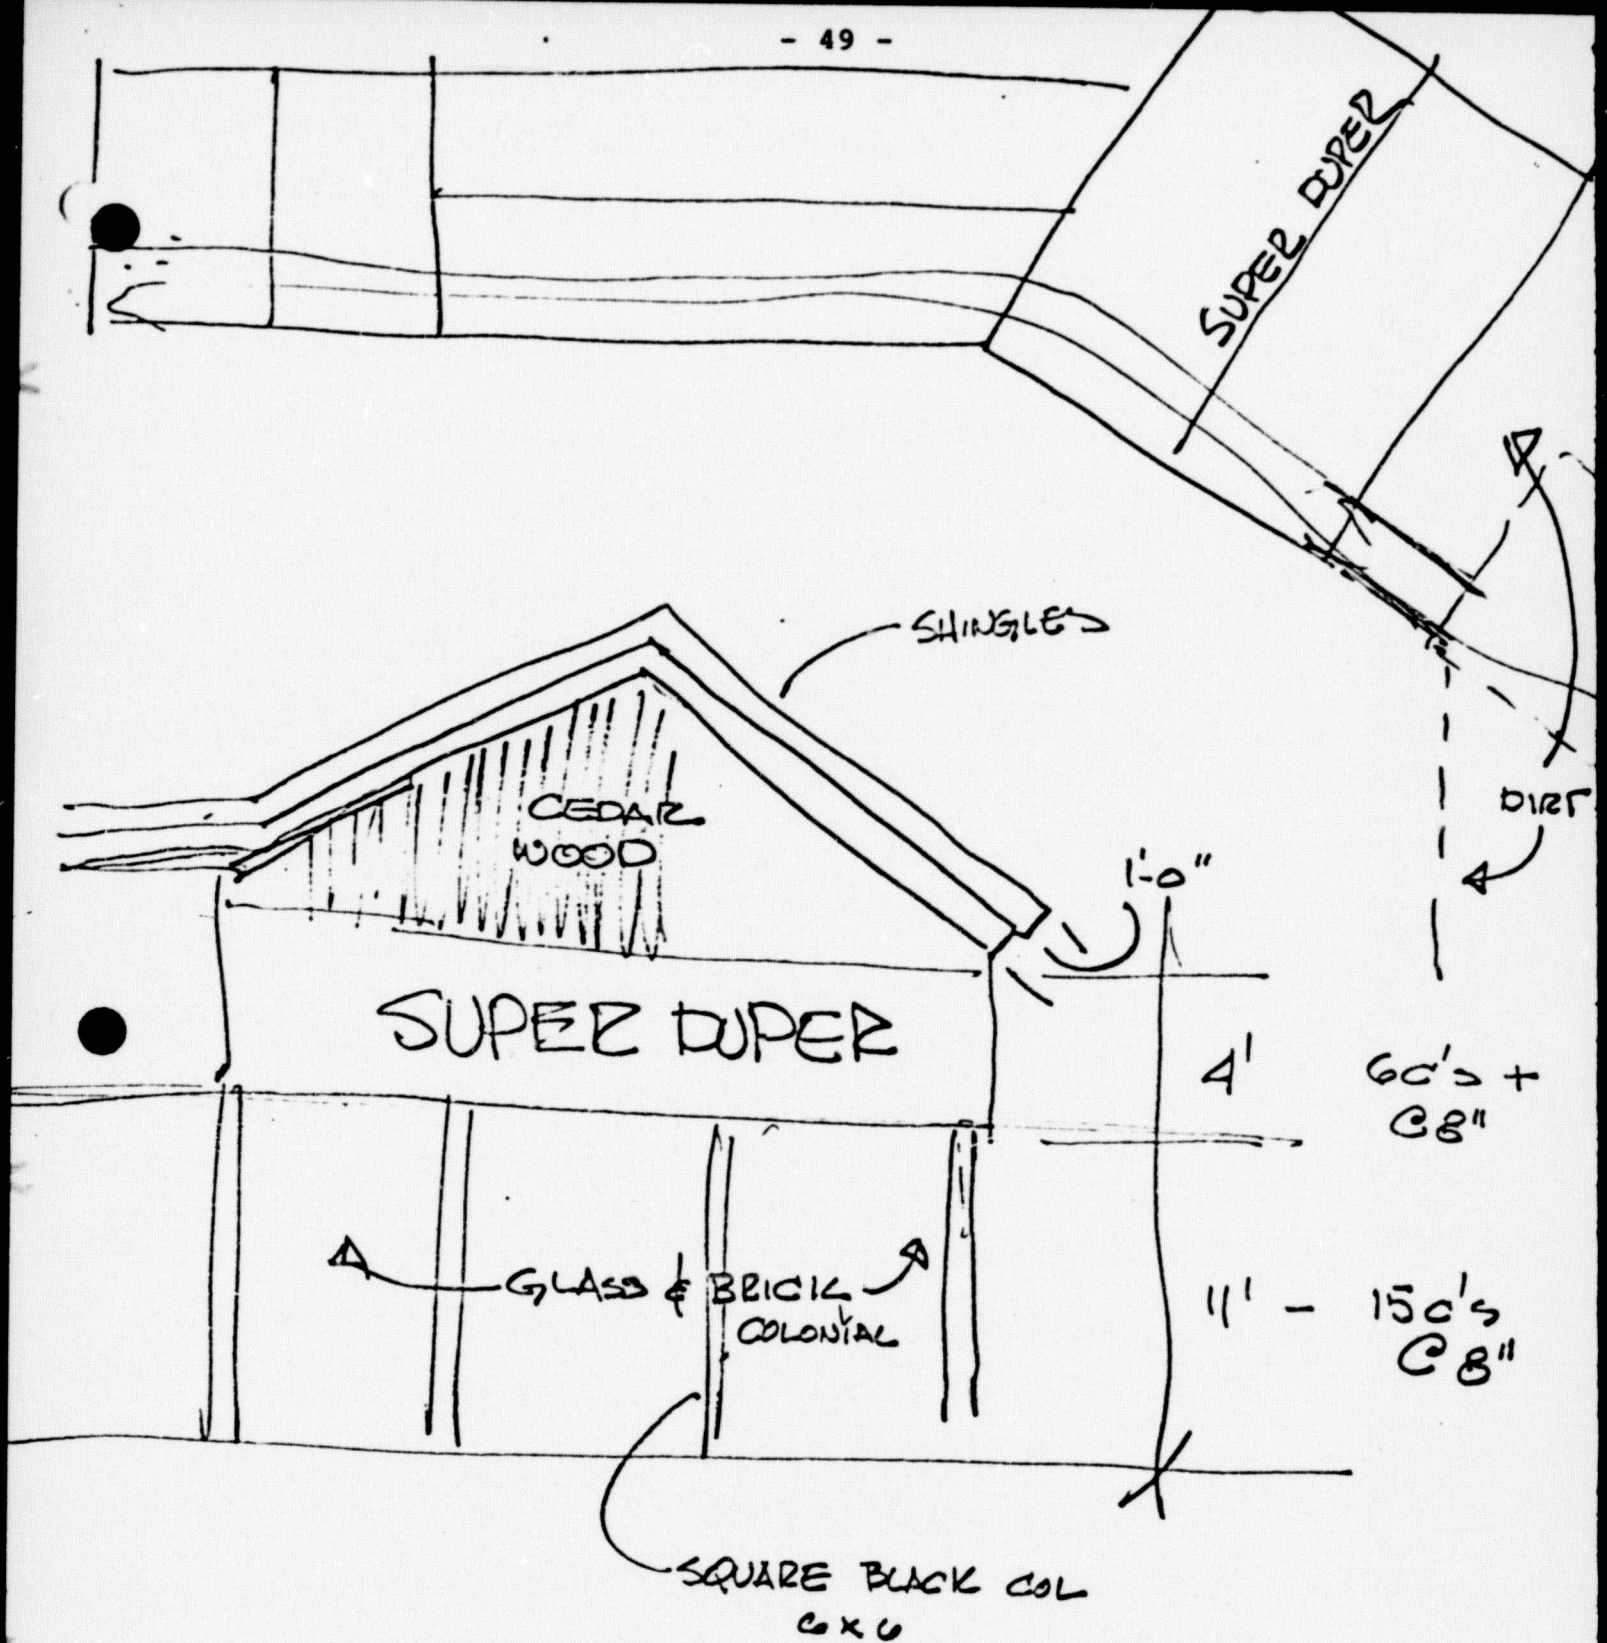 - 49 -
SUPER DUPER
SHINGLES
CEDAR
WOOD
DIRT
1'-0"
SUPER DUPER
4'
6c's +
C 8"
GLASS & BRICK
COLONIAL
11' - 15c's
C 8"
SQUARE BLACK COL
6x6